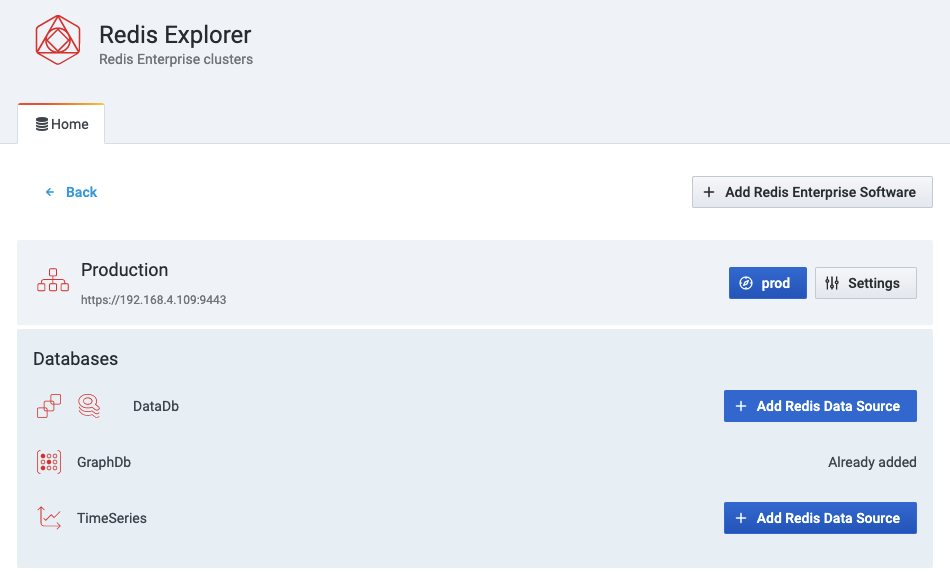 Redis Explorer
Redis Enterprise clusters
Home
Back
Add Redis Enterprise Software
Production
https://192.168.4.109:9443
prod
Settings
Databases
DataDb
Add Redis Data Source
GraphDb
Already added
TimeSeries
Add Redis Data Source